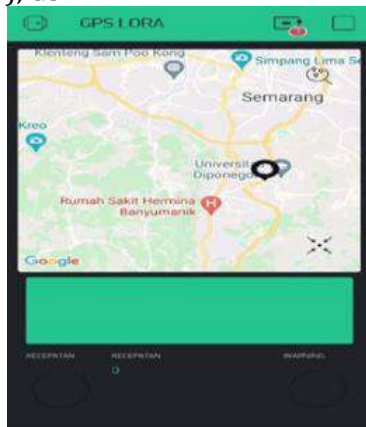 GPS LORA
Klenteng Sam Poo Kong
Simpang Lima Se
Semarang
Kreo
Universit
Diponego
Rumah Sakit Hermina
Banyumanik
Google
KECEPATAN
KECEPATAN
WARNING
0